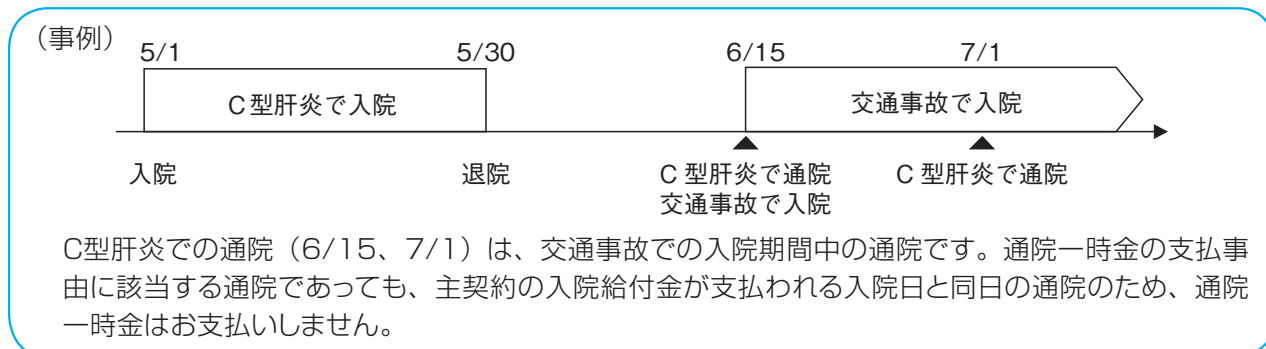 （事例）
5/1 5/30 6/15 7/1
C型肝炎で入院 交通事故で入院
入院 退院 C型肝炎で通院 C型肝炎で通院
交通事故で入院
C型肝炎での通院（6/15、7/1）は、交通事故での入院期間中の通院です。通院一時金の支払事
由に該当する通院であっても、主契約の入院給付金が支払われる入院日と同日の通院のため、通院
一時金はお支払いしません。